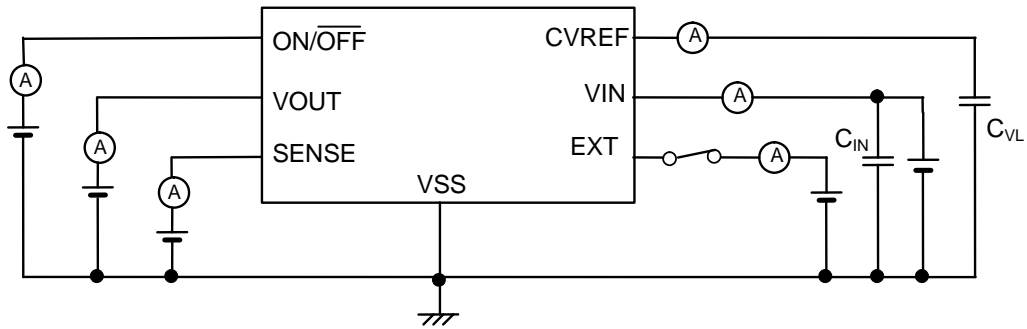 ON/OFF
CVREF
A
A
VOUT
VIN
A
A
SENSE
EXT
A
A
A
VSS
C_IN
C_VL